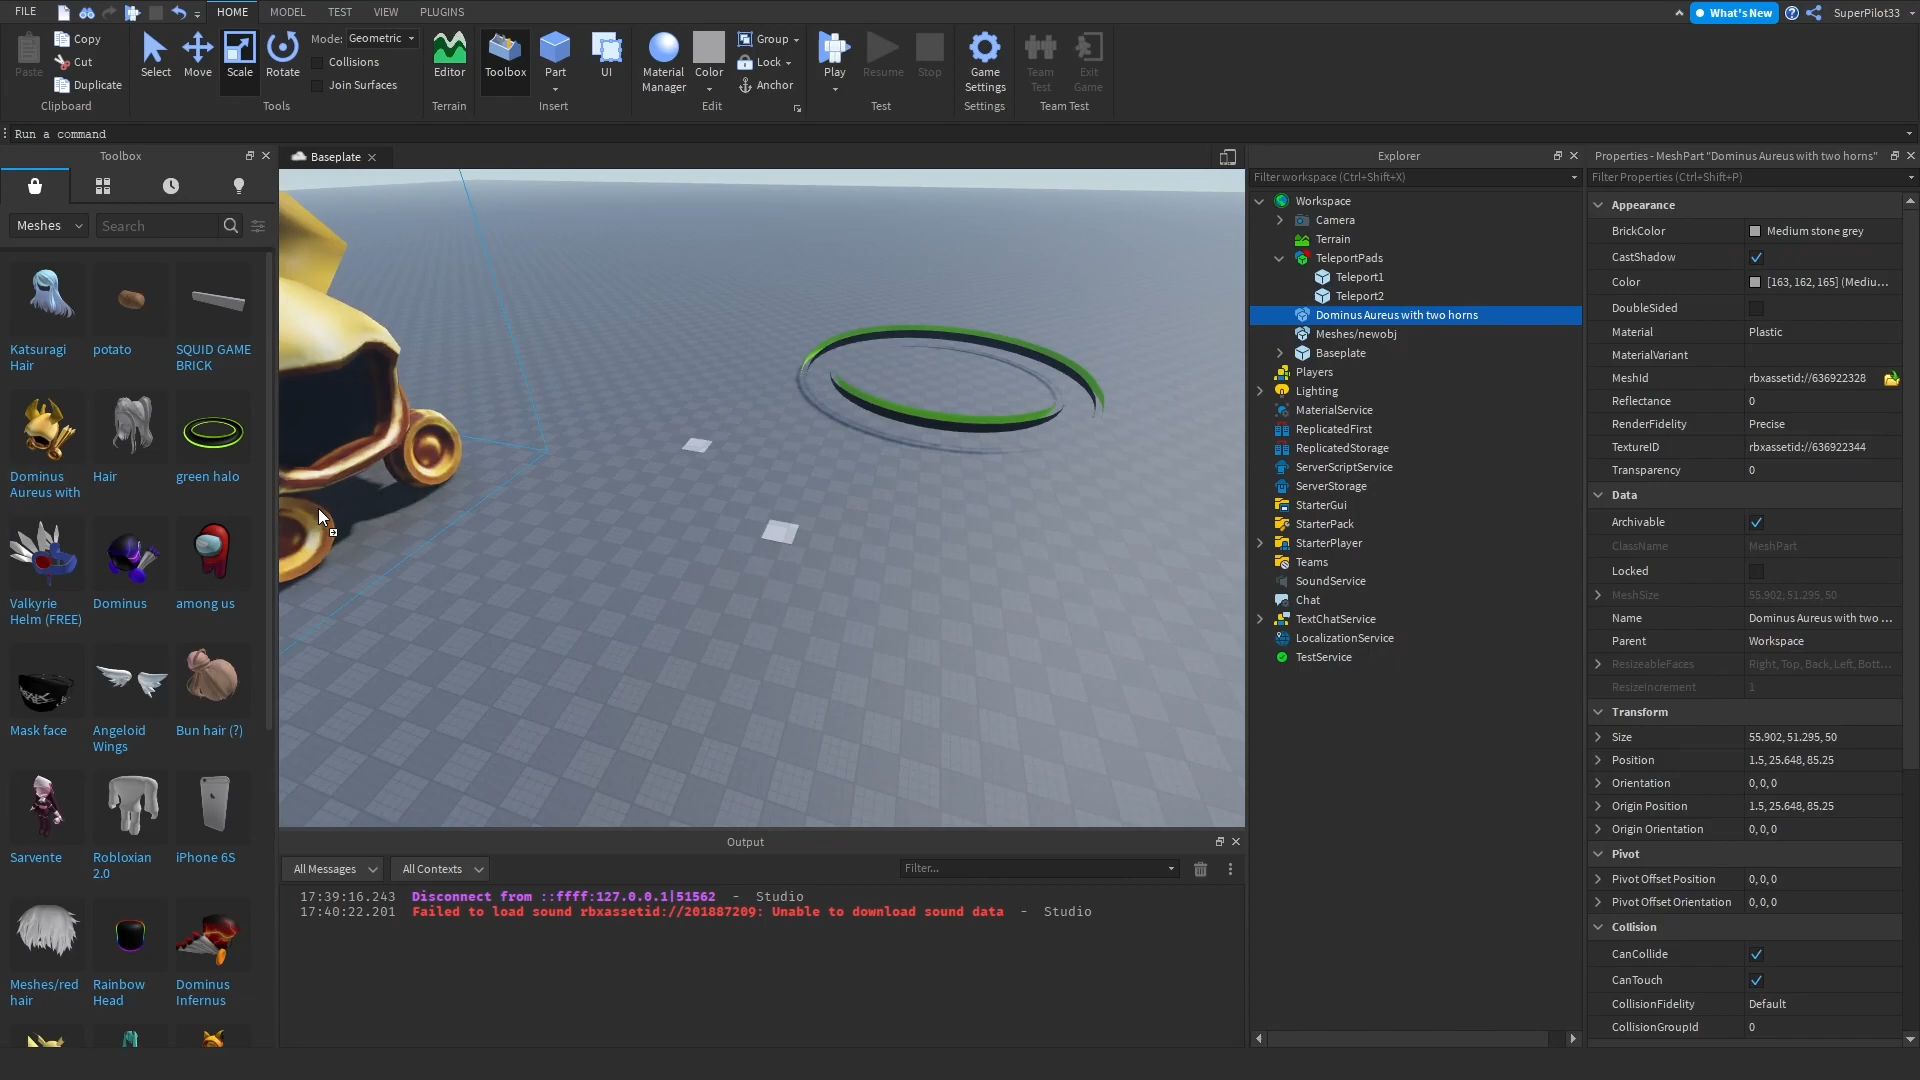 FILE
HOME
MODEL
TEST
VIEW
PLUGINS
What's New
SuperPilot33
Paste
Copy
Cut
Duplicate
Clipboard
Select
Move
Scale
Rotate
Mode: Geometric
Collisions
Join Surfaces
Tools
Editor
Terrain
Toolbox
Part
UI
Insert
Material
Manager
Color
Group
Lock
Anchor
Edit
Play
Resume
Stop
Test
Game
Settings
Settings
Team
Test
Exit
Game
Team Test
Run a command
Toolbox
Meshes
Search
Katsuragi
Hair
potato
SQUID GAME
BRICK
Dominus
Aureus with
Hair
green halo
Valkyrie
Helm (FREE)
Dominus
among us
Mask face
Angeloid
Wings
Bun hair (?)
Sarvente
Robloxian
2.0
iPhone 6S
Meshes/red
hair
Rainbow
Head
Dominus
Infernus
Baseplate
Output
All Messages
All Contexts
Filter...
17:39:16.243 Disconnect from ::ffff:127.0.0.1|51562 - Studio
17:40:22.201 Failed to load sound rbxassetid://201887209: Unable to download sound data - Studio
Explorer
Filter workspace (Ctrl+Shift+X)
Workspace
Camera
Terrain
TeleportPads
Teleport1
Teleport2
Dominus Aureus with two horns
Meshes/newobj
Baseplate
Players
Lighting
MaterialService
ReplicatedFirst
ReplicatedStorage
ServerScriptService
ServerStorage
StarterGui
StarterPack
StarterPlayer
Teams
SoundService
Chat
TextChatService
LocalizationService
TestService
Properties - MeshPart "Dominus Aureus with two horns"
Filter Properties (Ctrl+Shift+P)
Appearance
BrickColor Medium stone grey
CastShadow
Color [163, 162, 165] (Mediu...
DoubleSided
Material Plastic
MaterialVariant
MeshId rbxassetid://636922328
Reflectance 0
RenderFidelity Precise
TextureID rbxassetid://636922344
Transparency 0
Data
Archivable
ClassName MeshPart
Locked
MeshSize 55.902, 51.295, 50
Name Dominus Aureus with two ...
Parent Workspace
ResizeableFaces Right, Top, Back, Left, Bott...
ResizeIncrement 1
Transform
Size 55.902, 51.295, 50
Position 1.5, 25.648, 85.25
Orientation 0, 0, 0
Origin Position 1.5, 25.648, 85.25
Origin Orientation 0, 0, 0
Pivot
Pivot Offset Position 0, 0, 0
Pivot Offset Orientation 0, 0, 0
Collision
CanCollide
CanTouch
CollisionFidelity Default
CollisionGroupId 0